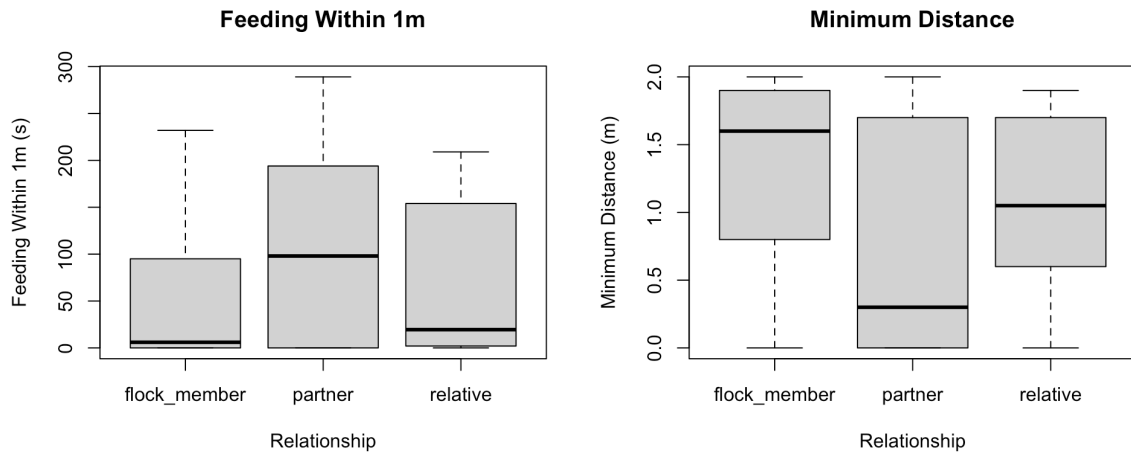 Feeding Within 1m
Feeding Within 1m (s)
300
200
100
50
0
flock_member partner relative
Relationship
Minimum Distance
Minimum Distance (m)
2.0
1.5
1.0
0.5
0.0
flock_member partner relative
Relationship